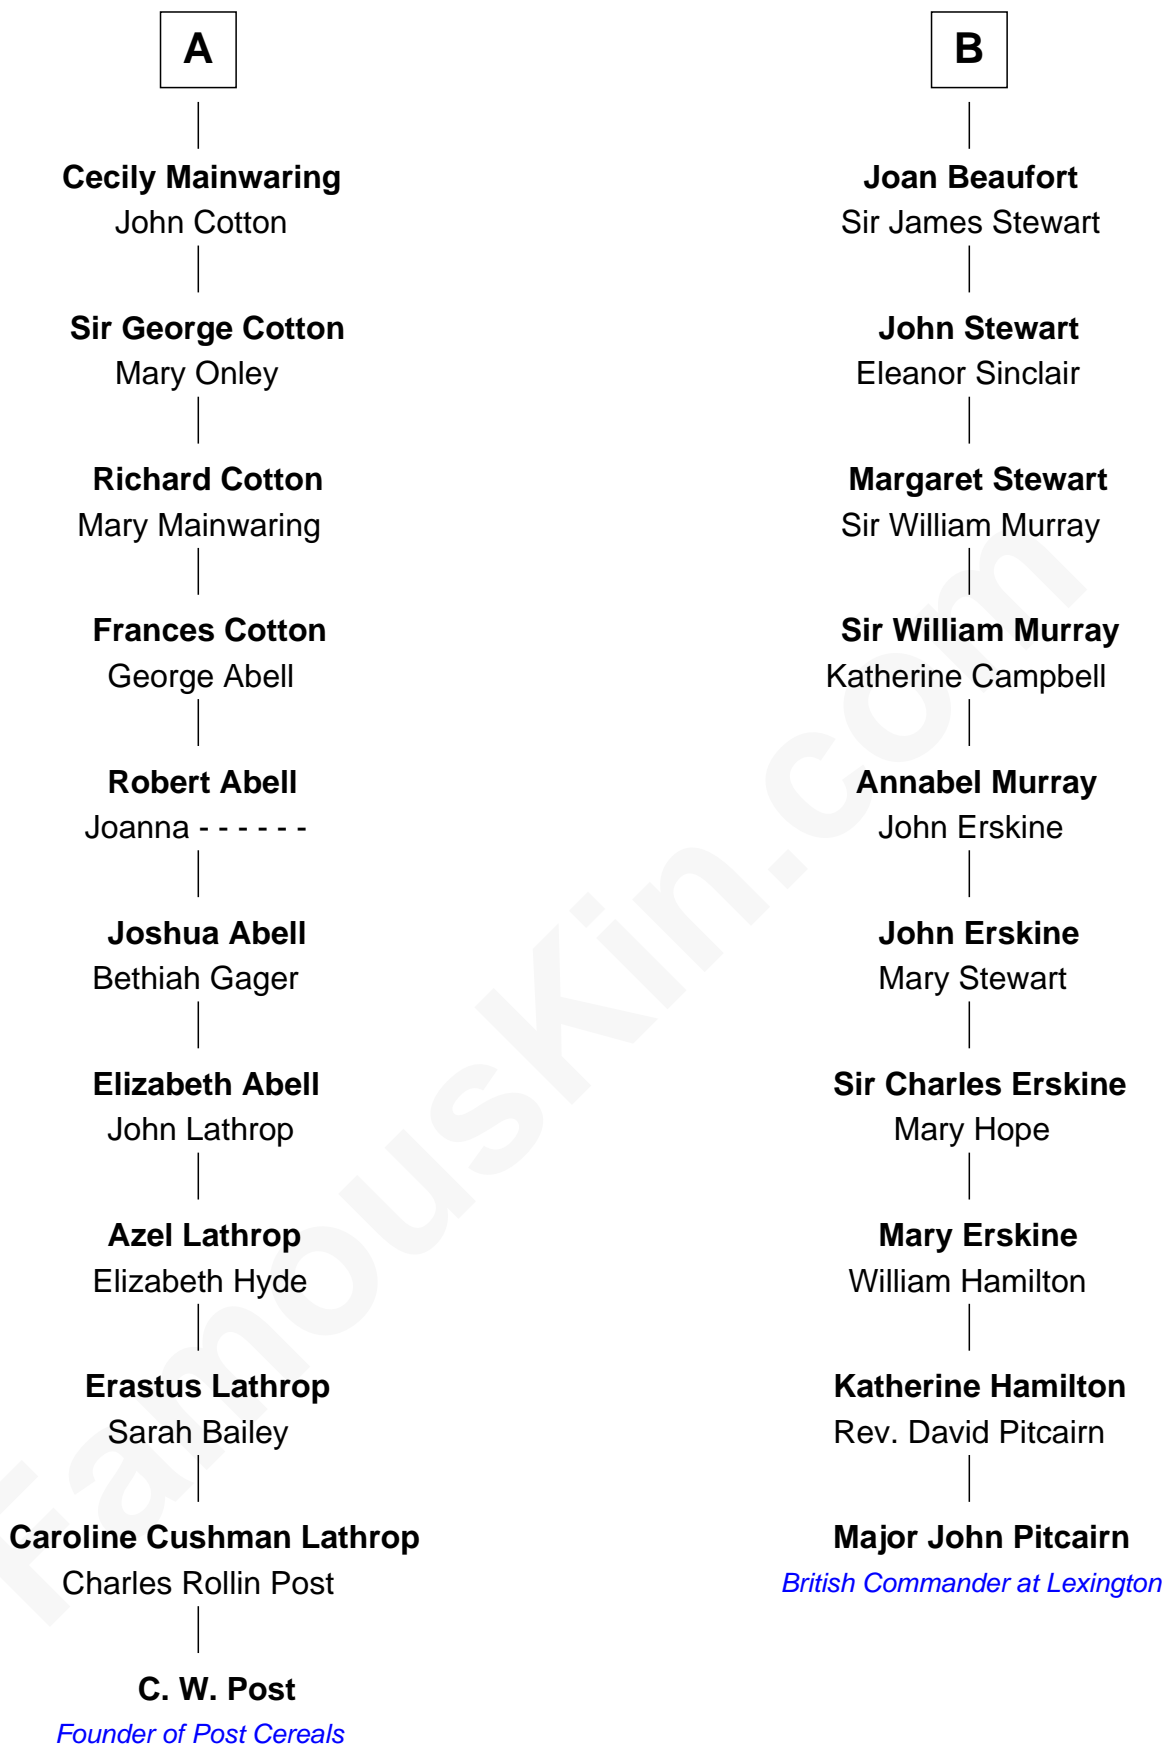 A
Cecily Mainwaring
John Cotton
Sir George Cotton
Mary Onley
Richard Cotton
Mary Mainwaring
Frances Cotton
George Abell
Robert Abell
Joanna - - - - - -
Joshua Abell
Bethiah Gager
Elizabeth Abell
John Lathrop
Azel Lathrop
Elizabeth Hyde
Erastus Lathrop
Sarah Bailey
Caroline Cushman Lathrop
Charles Rollin Post
C. W. Post
Founder of Post Cereals
B
Joan Beaufort
Sir James Stewart
John Stewart
Eleanor Sinclair
Margaret Stewart
Sir William Murray
Sir William Murray
Katherine Campbell
Annabel Murray
John Erskine
John Erskine
Mary Stewart
Sir Charles Erskine
Mary Hope
Mary Erskine
William Hamilton
Katherine Hamilton
Rev. David Pitcairn
Major John Pitcairn
British Commander at Lexington
FamousKin.com